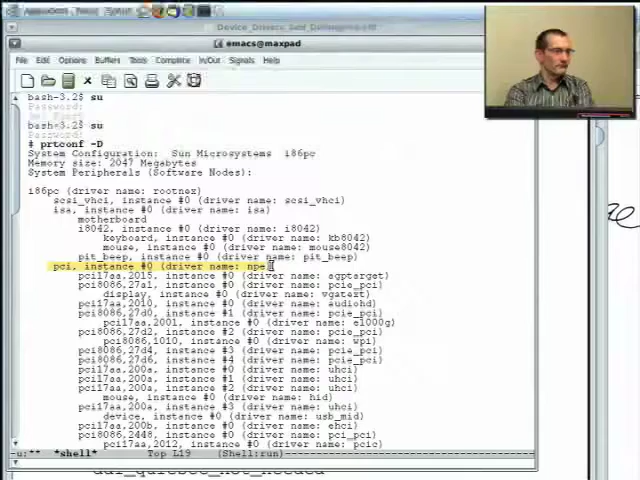 emacs@maxpad
File Edit Options Buffers Tools Complete In/Out Signals Help
bash-3.2$ su
Password:
bash-3.2$ su
Password:
# prtconf -D
System Configuration: Sun Microsystems i86pc
Memory size: 2047 Megabytes
System Peripherals (Software Nodes):
i86pc (driver name: rootnex)
scsi_vhci, instance #0 (driver name: scsi_vhci)
isa, instance #0 (driver name: isa)
motherboard
i8042, instance #0 (driver name: i8042)
keyboard, instance #0 (driver name: kb8042)
mouse, instance #0 (driver name: mouse8042)
pit_beep, instance #0 (driver name: pit_beep)
pci, instance #0 (driver name: npe)
pci17aa,2015, instance #0 (driver name: agptarget)
pci8086,27a1, instance #0 (driver name: pcie_pci)
display, instance #0 (driver name: vgatext)
pci17aa,2010, instance #0 (driver name: audiohd)
pci8086,27d0, instance #1 (driver name: pcie_pci)
pci17aa,2001, instance #0 (driver name: e1000g)
pci8086,27d2, instance #2 (driver name: pcie_pci)
pci8086,1010, instance #0 (driver name: wpi)
pci8086,27d4, instance #3 (driver name: pcie_pci)
pci8086,27d6, instance #4 (driver name: pcie_pci)
pci17aa,200a, instance #0 (driver name: uhci)
pci17aa,200a, instance #1 (driver name: uhci)
pci17aa,200a, instance #2 (driver name: uhci)
mouse, instance #0 (driver name: hid)
pci17aa,200a, instance #3 (driver name: uhci)
device, instance #0 (driver name: usb_mid)
pci17aa,200b, instance #0 (driver name: ehci)
pci8086,2448, instance #0 (driver name: pci_pci)
pci17aa,2012, instance #0 (driver name: pcic)
-u:** *shell* Top L19 (Shell:run)
ddi_quiesce_not_needed